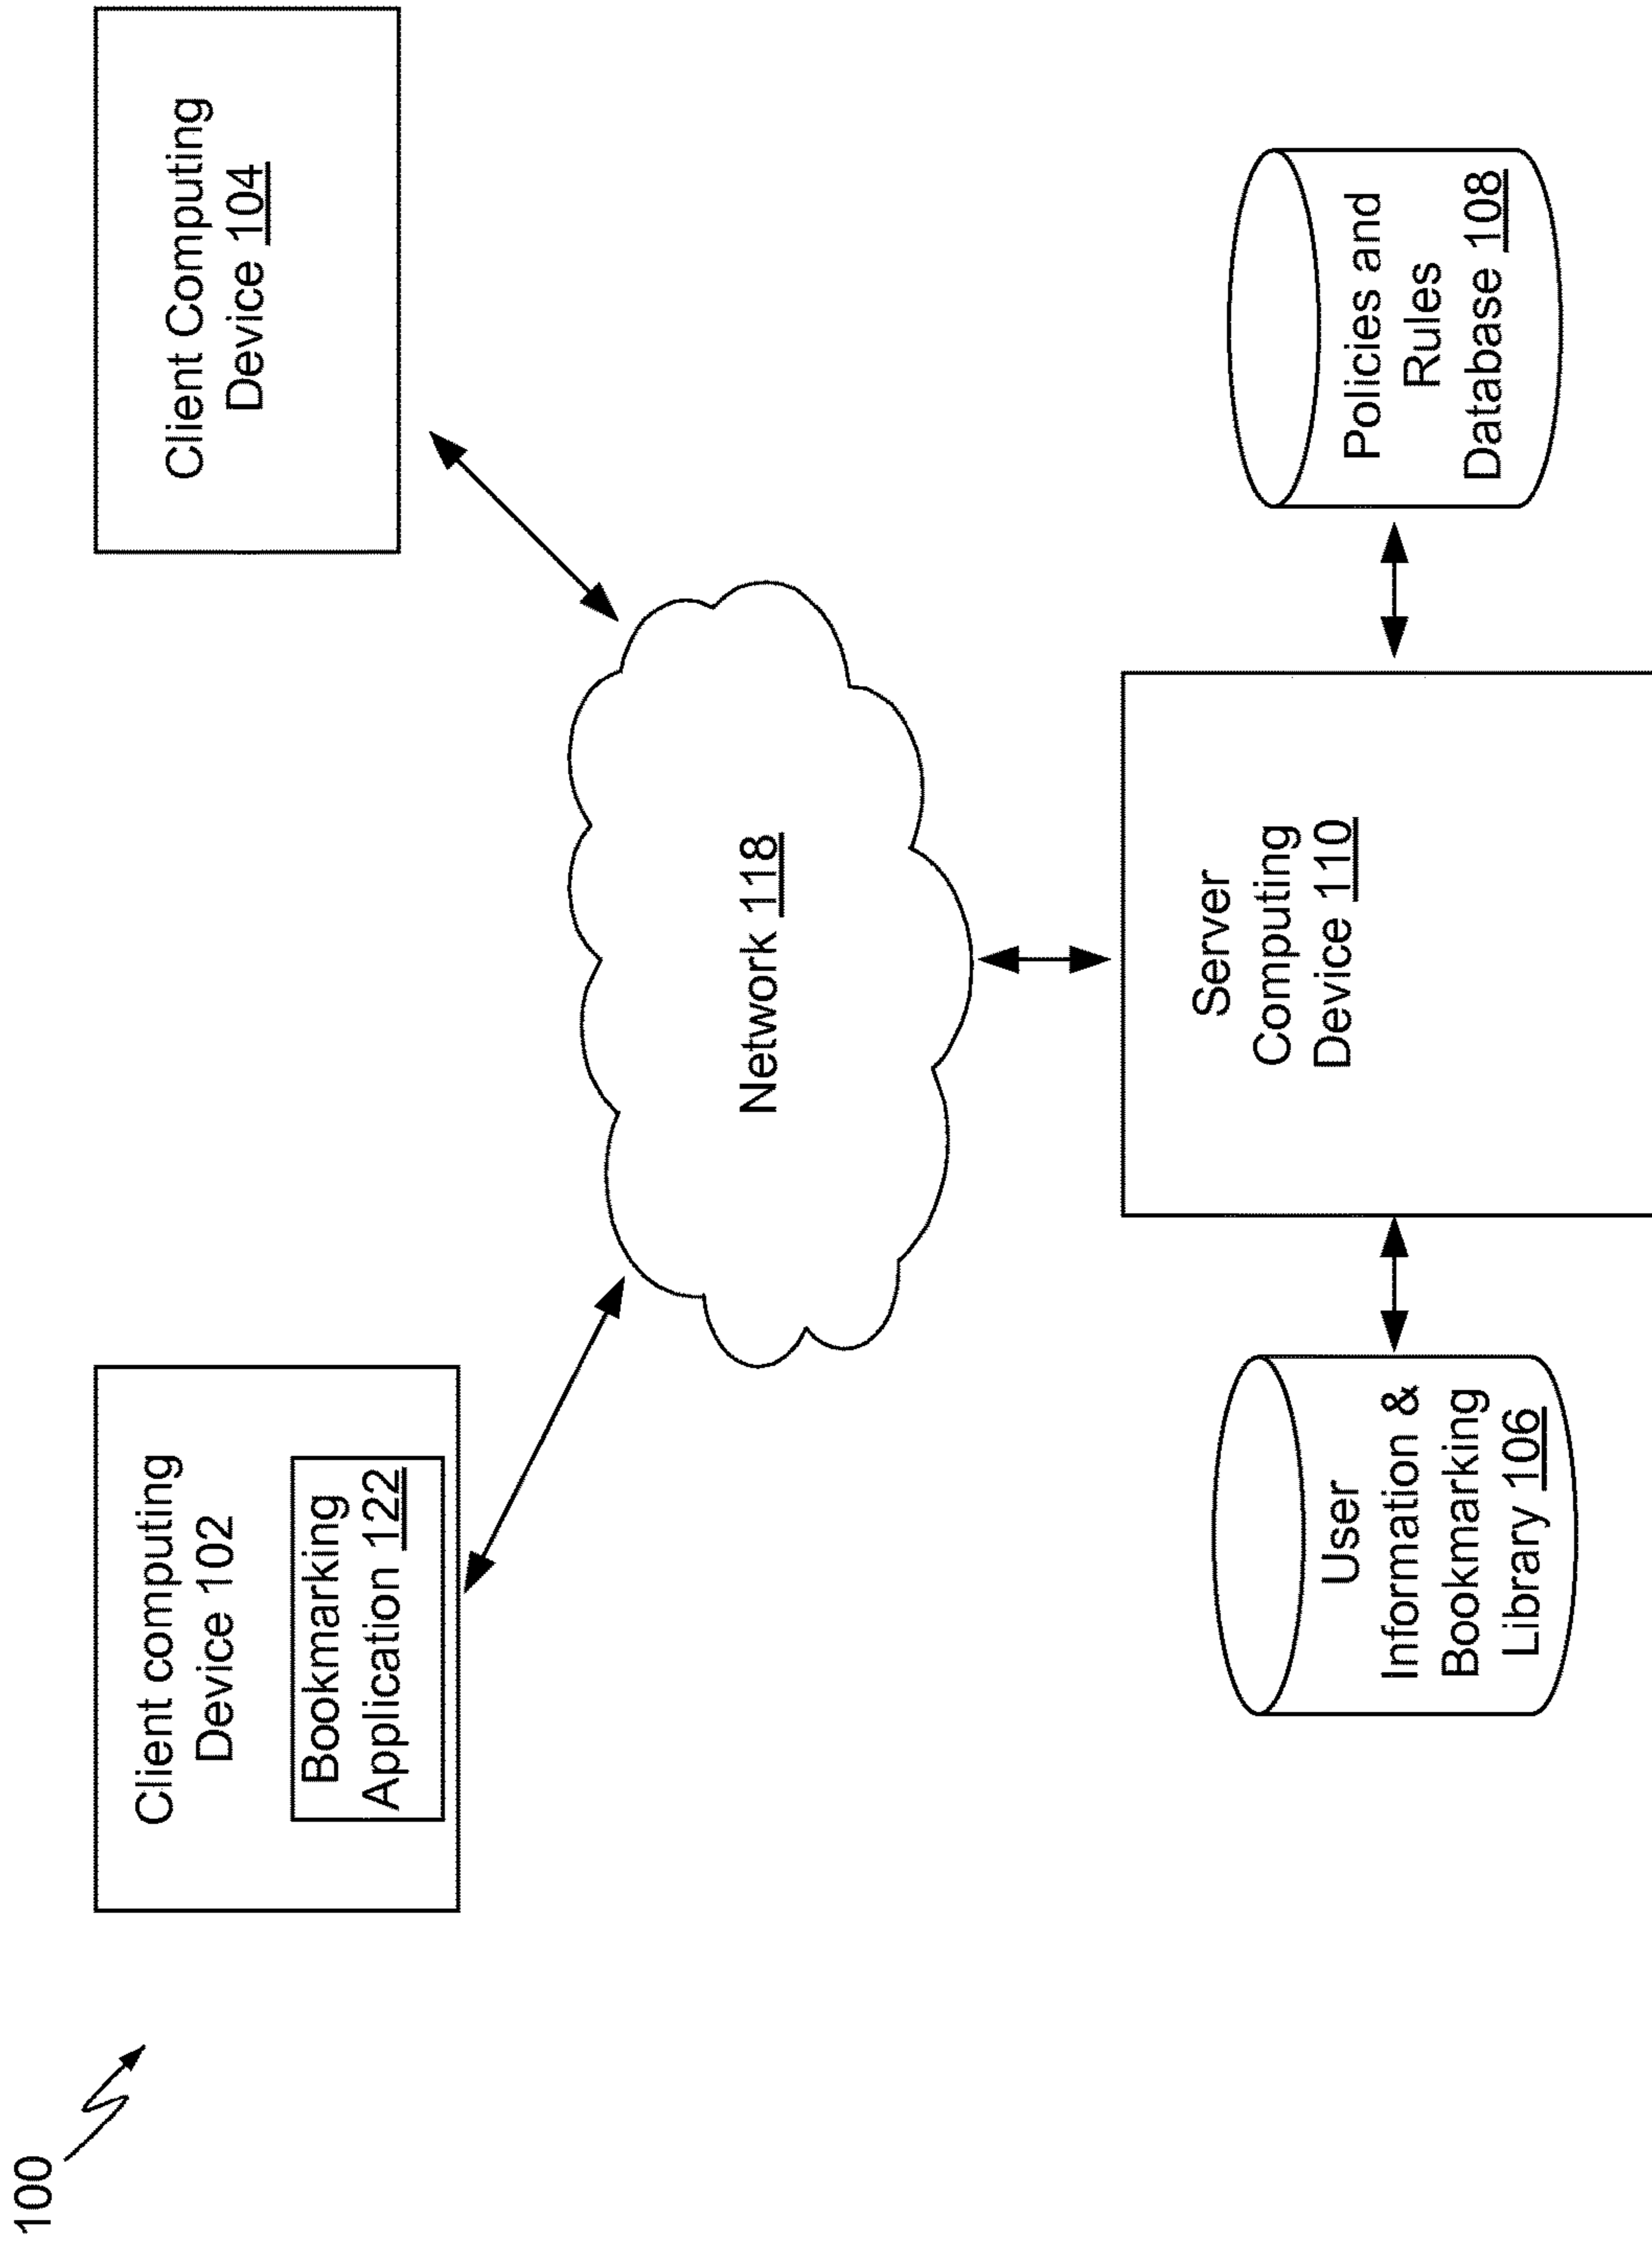 100
Client computing
Device 102
Bookmarking
Application 122
Client Computing
Device 104
Network 118
User
Information &
Bookmarking
Library 106
Server
Computing
Device 110
Policies and
Rules
Database 108